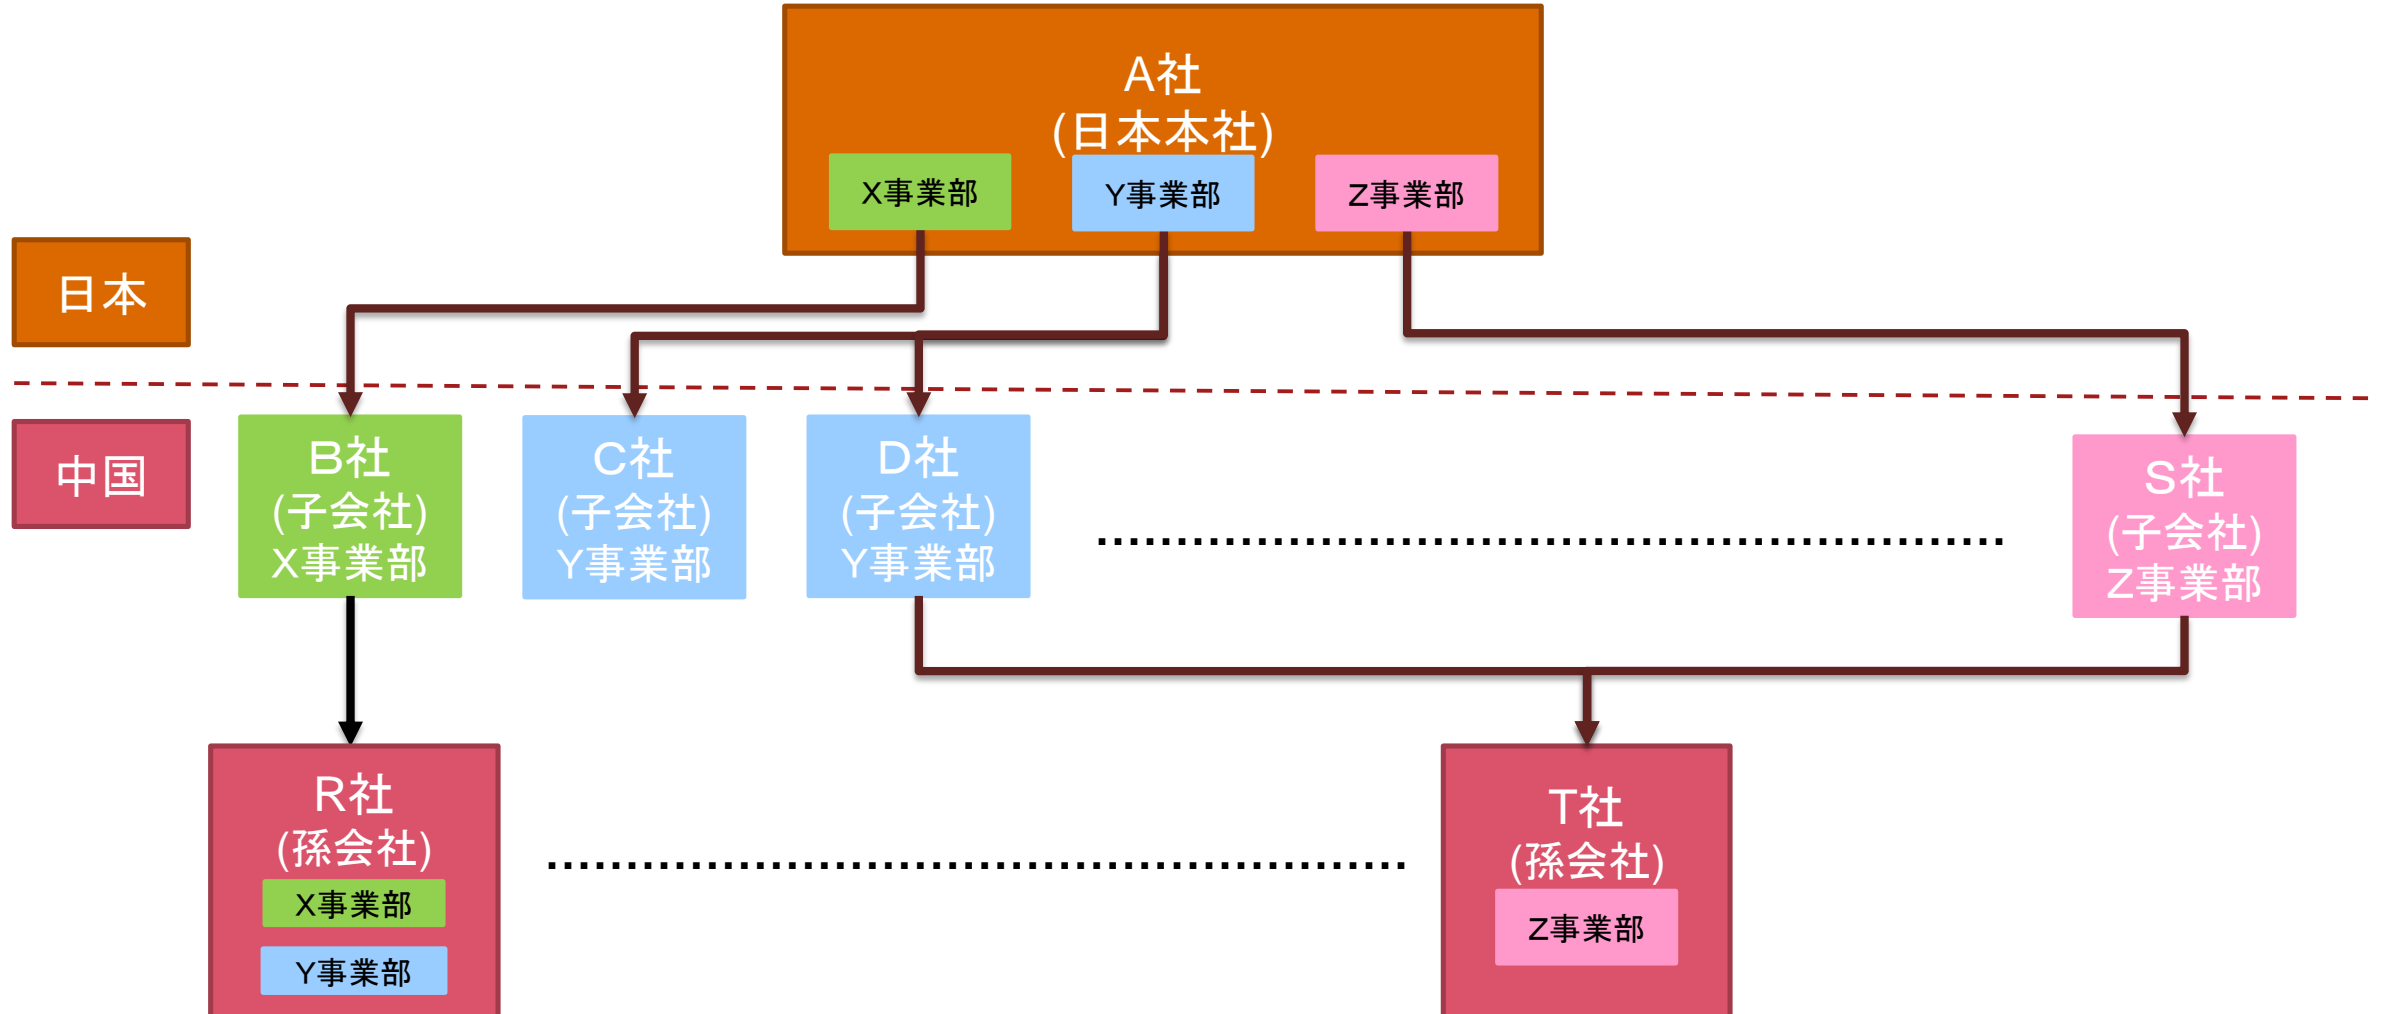 A社
(日本本社)
X事業部
Y事業部
Z事業部
日本
中国
B社
(子会社)
X事業部
C社
(子会社)
Y事業部
D社
(子会社)
Y事業部
S社
(子会社)
Z事業部
R社
(孫会社)
X事業部
Y事業部
T社
(孫会社)
Z事業部